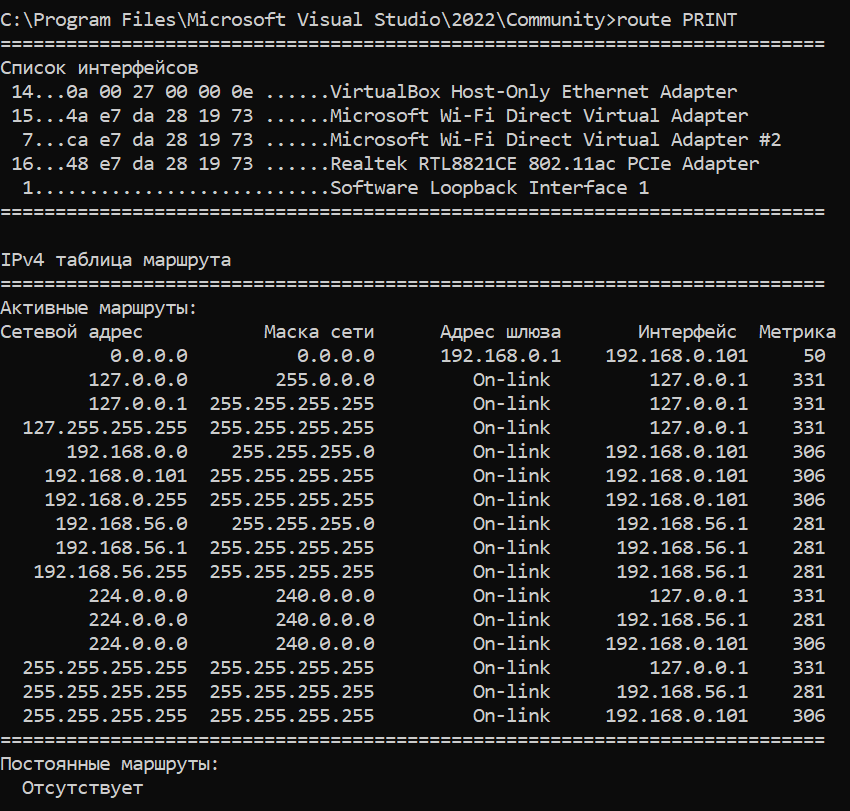 C:\Program Files\Microsoft Visual Studio\2022\Community>route PRINT
===========================================================================
Список интерфейсов
 14...0a 00 27 00 00 0e ......VirtualBox Host-Only Ethernet Adapter
 15...4a e7 da 28 19 73 ......Microsoft Wi-Fi Direct Virtual Adapter
  7...ca e7 da 28 19 73 ......Microsoft Wi-Fi Direct Virtual Adapter #2
 16...48 e7 da 28 19 73 ......Realtek RTL8821CE 802.11ac PCIe Adapter
  1...........................Software Loopback Interface 1
===========================================================================
IPv4 таблица маршрута
===========================================================================
Активные маршруты:
Сетевой адрес           Маска сети      Адрес шлюза       Интерфейс  Метрика
          0.0.0.0          0.0.0.0      192.168.0.1    192.168.0.101     50
        127.0.0.0        255.0.0.0         On-link         127.0.0.1    331
        127.0.0.1  255.255.255.255         On-link         127.0.0.1    331
  127.255.255.255  255.255.255.255         On-link         127.0.0.1    331
      192.168.0.0    255.255.255.0         On-link     192.168.0.101    306
    192.168.0.101  255.255.255.255         On-link     192.168.0.101    306
    192.168.0.255  255.255.255.255         On-link     192.168.0.101    306
     192.168.56.0    255.255.255.0         On-link      192.168.56.1    281
     192.168.56.1  255.255.255.255         On-link      192.168.56.1    281
   192.168.56.255  255.255.255.255         On-link      192.168.56.1    281
        224.0.0.0        240.0.0.0         On-link         127.0.0.1    331
        224.0.0.0        240.0.0.0         On-link      192.168.56.1    281
        224.0.0.0        240.0.0.0         On-link     192.168.0.101    306
  255.255.255.255  255.255.255.255         On-link         127.0.0.1    331
  255.255.255.255  255.255.255.255         On-link      192.168.56.1    281
  255.255.255.255  255.255.255.255         On-link     192.168.0.101    306
===========================================================================
Постоянные маршруты:
  Отсутствует